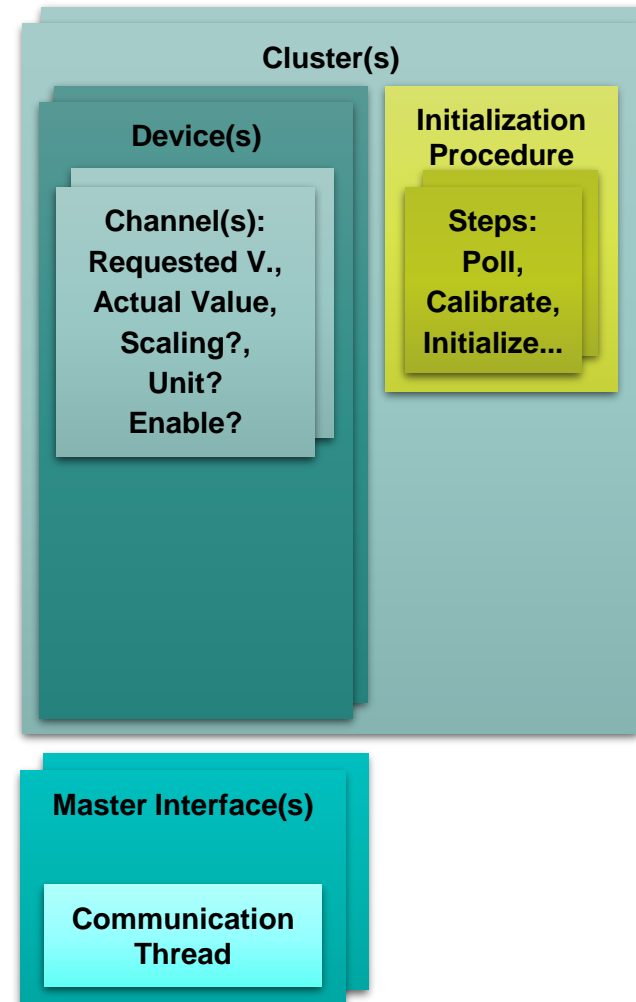 Cluster(s)
Device(s)
Channel(s):
Requested V.,
Actual Value,
Scaling?,
Unit?
Enable?
Initialization
Procedure
Steps:
Poll,
Calibrate,
Initialize...
Master Interface(s)
Communication
Thread